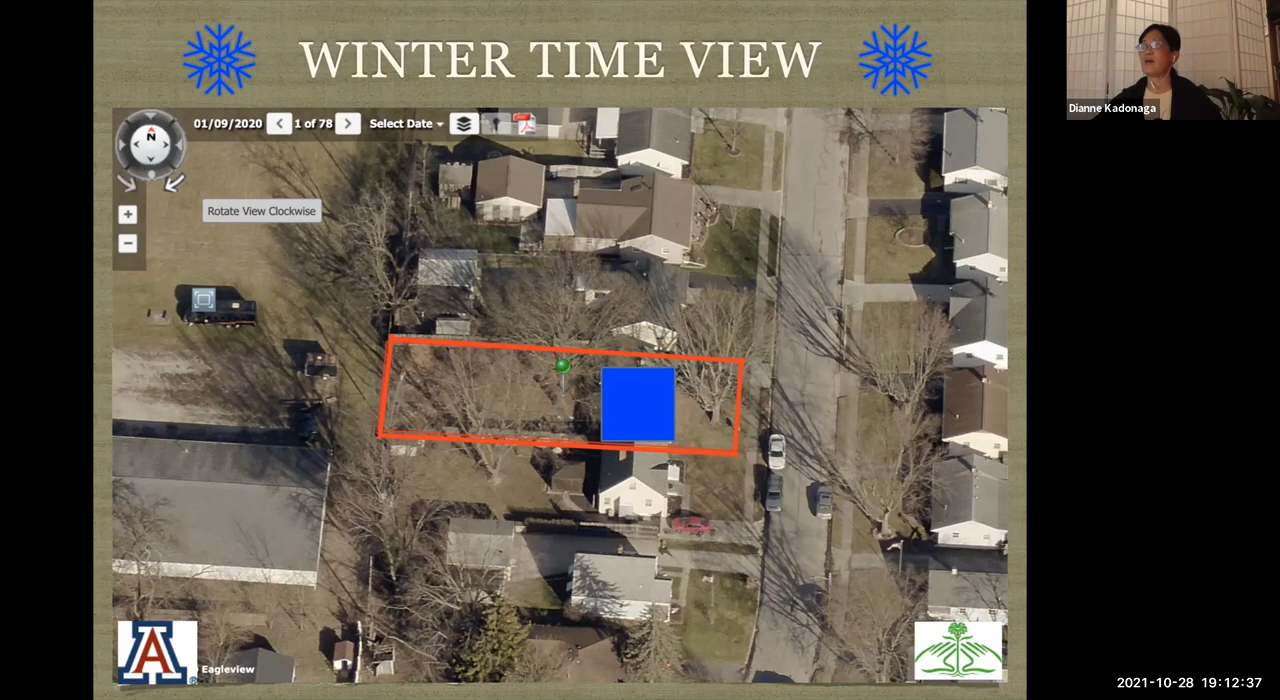 WINTER TIME VIEW
01/09/2020 1 of 78 Select Date
N
Rotate View Clockwise
A
Eagleview
Dianne Kadonaga
2021-10-28 19:12:37